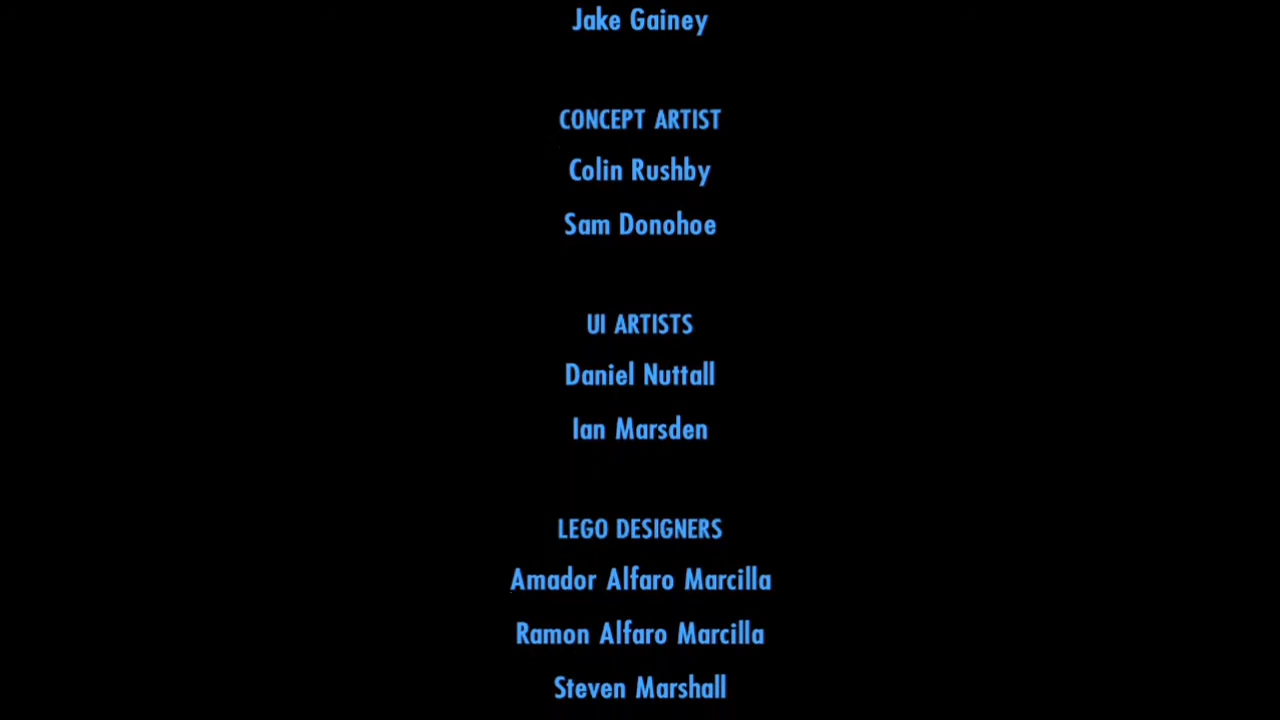 Jake Gainey
CONCEPT ARTIST
Colin Rushby
Sam Donohoe
UI ARTISTS
Daniel Nuttall
Ian Marsden
LEGO DESIGNERS
Amador Alfaro Marcilla
Ramon Alfaro Marcilla
Steven Marshall